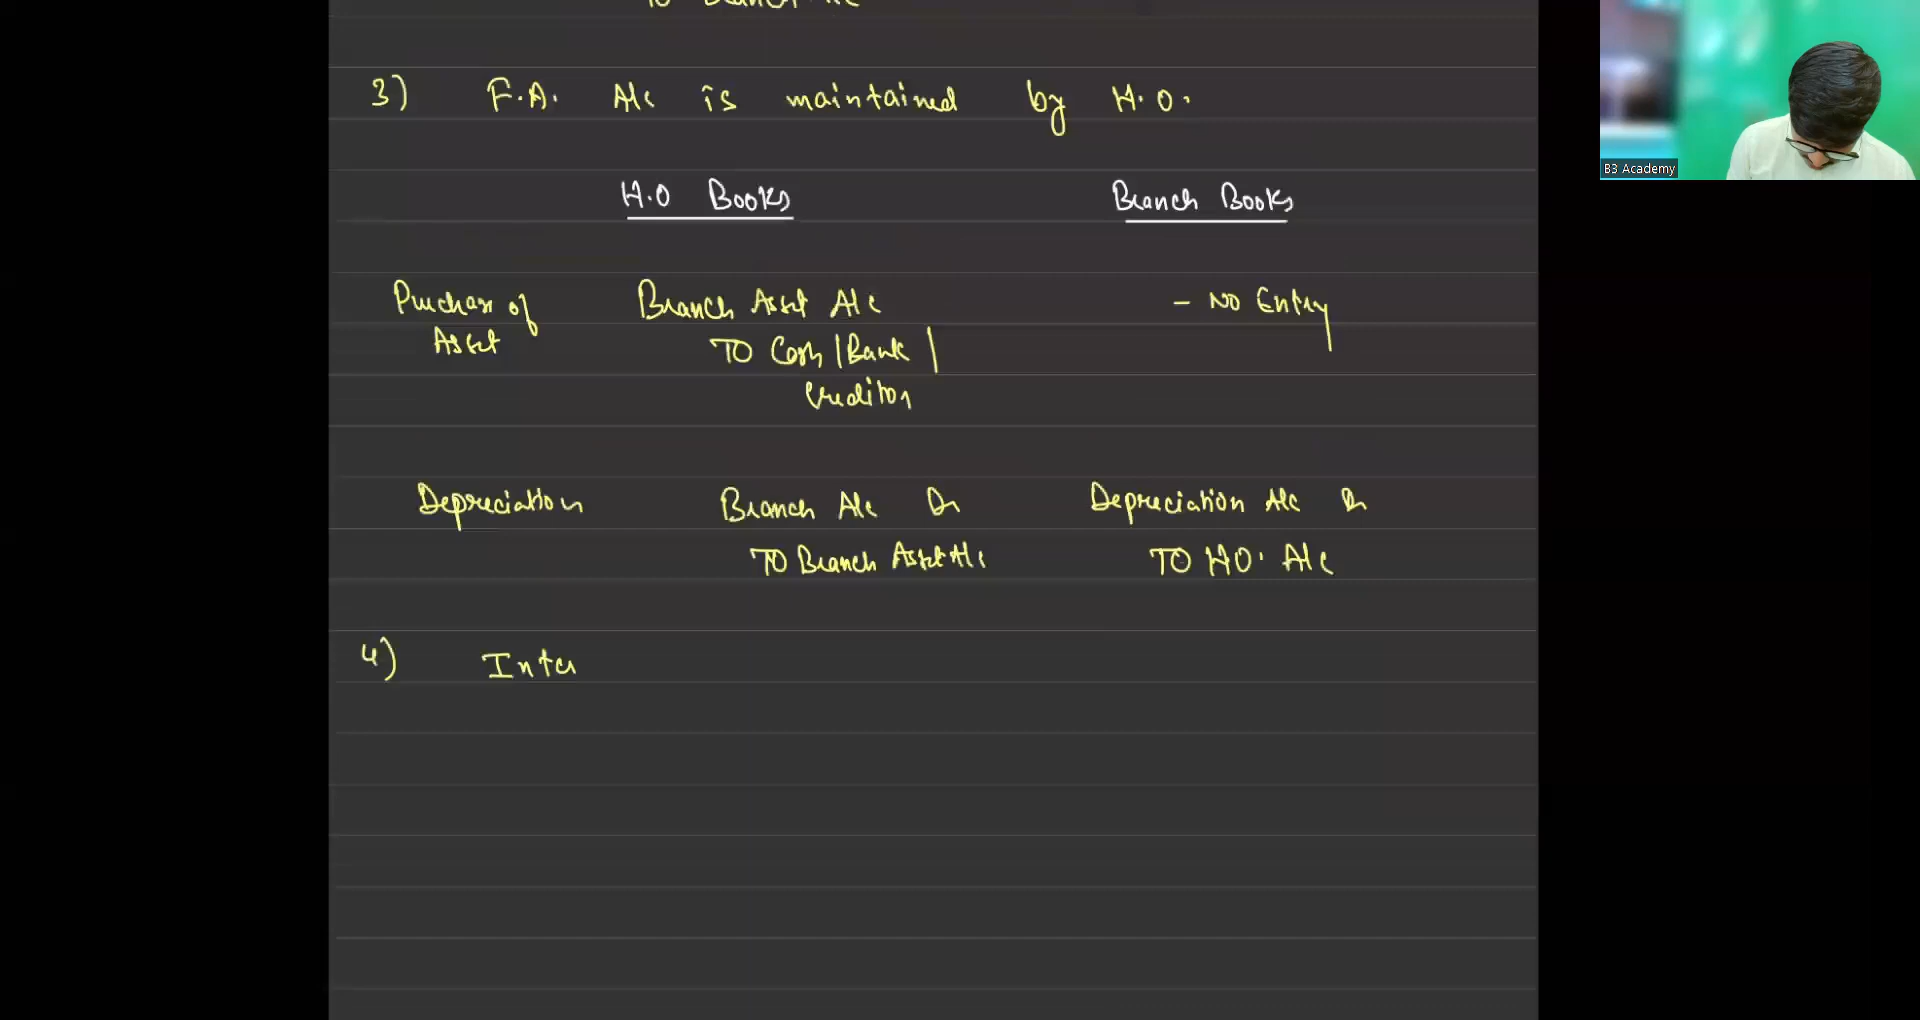 3) F.A. A/c is maintained by H.O.
H.O Books Branch Books
Purchase of Asset Branch Asset A/c - No Entry
To Cash/Bank/
Creditor
Depreciation Branch A/c Dr Depreciation A/c Dr
To Branch Asset A/c To HO. A/c
4) Inter
B3 Academy